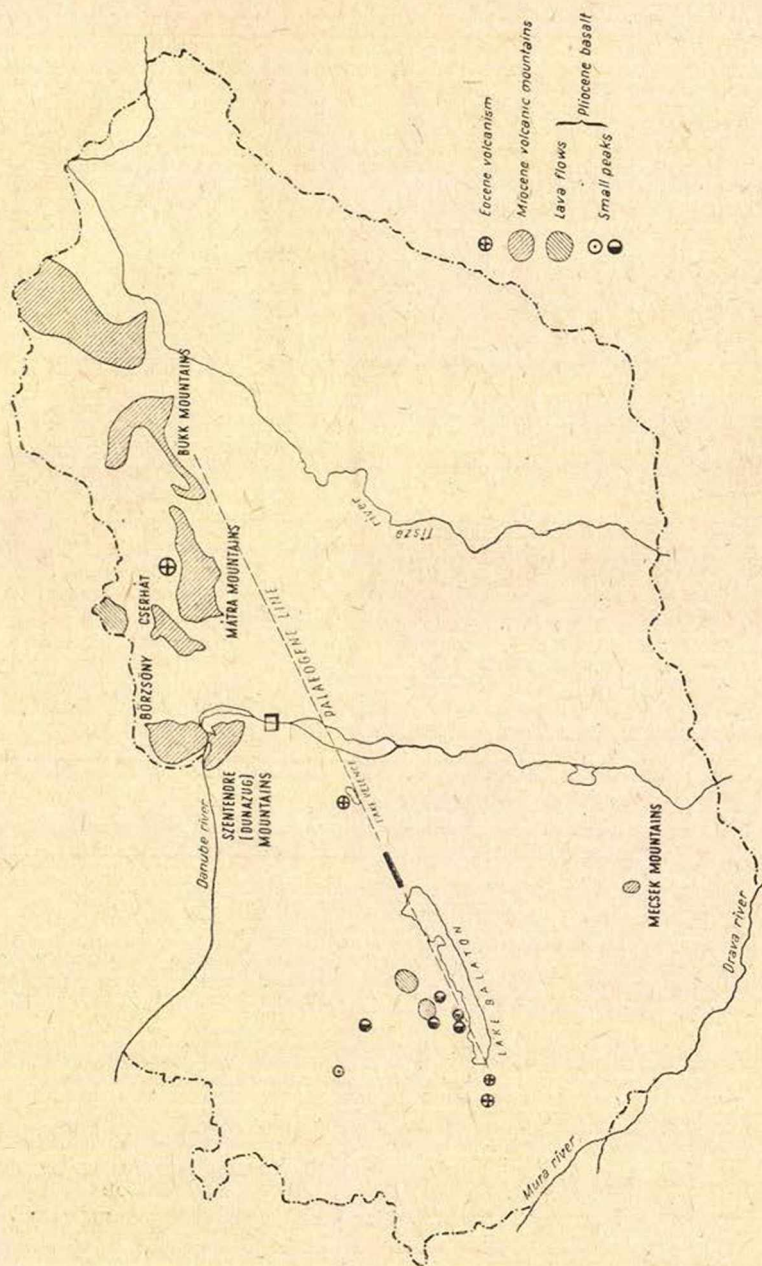 BÖRZSÖNY
CSERHÁT
MÁTRA MOUNTAINS
BUKK MOUNTAINS
Danube river
SZENTENDRE
[DUNAZUG]
MOUNTAINS
PALAEOGENE LINE
LAKE VELENCE
LAKE BALATON
Tisza
river
MECSEK MOUNTAINS
Mura river
Drava river
Eocene volcanism
Miocene volcanic mountains
Lava flows
Small peaks
Pliocene basalt